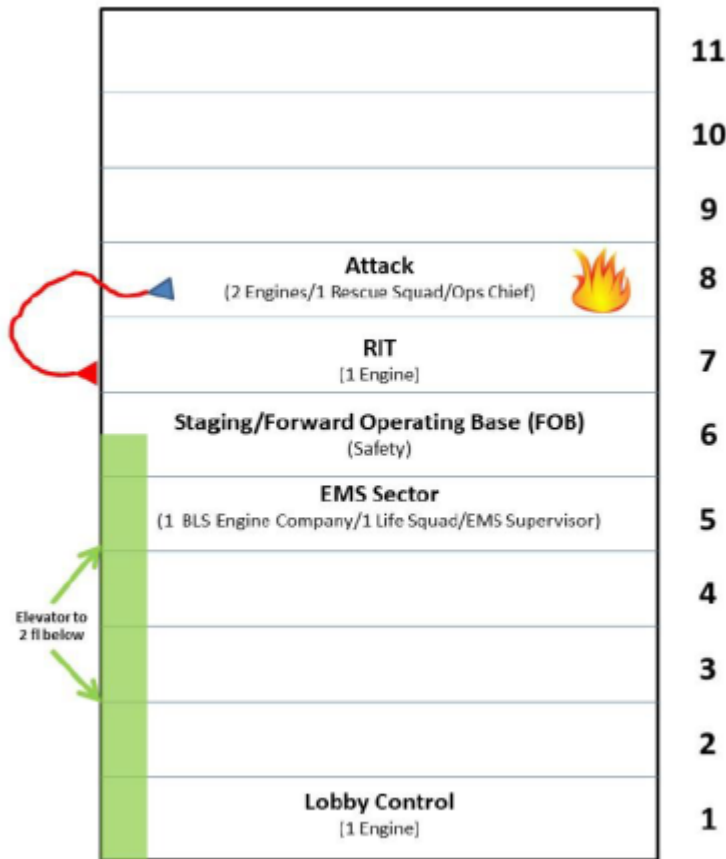 11
10
9
Attack
(2 Engines/1 Rescue Squad/Ops Chief)
8
RIT
[1 Engine]
7
Staging/Forward Operating Base (FOB)
(Safety)
6
EMS Sector
(1 BLS Engine Company/1 Life Squad/EMS Supervisor)
5
Elevator to
2 fl below
4
3
2
Lobby Control
[1 Engine]
1